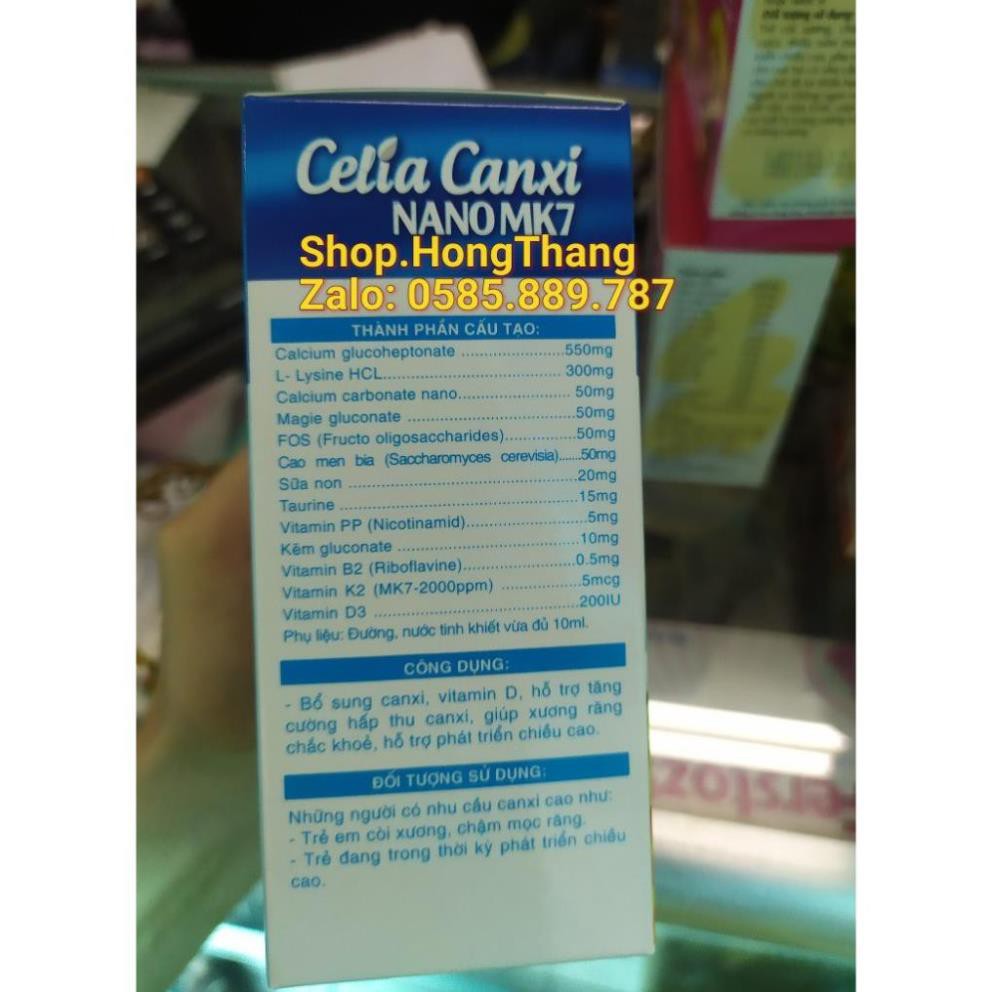 Celia Canxi
NANO MK7
Shop.HongThang
Zalo: 0585.889.787
THÀNH PHẦN CẤU TẠO:
Calcium glucoheptonate ......................550mg
L- Lysine HCL...................................... 300mg
Calcium carbonate nano........................ 50mg
Magie gluconate ...................................50mg
FOS (Fructo oligosaccharides)...............50mg
Cao men bia (Saccharomyces cerevisia)......50mg
Sữa non ................................................20mg
Taurine ..................................................15mg
Vitamin PP (Nicotinamid)..........................5mg
Kẽm gluconate ......................................10mg
Vitamin B2 (Riboflavine)........................0.5mg
Vitamin K2 (MK7-2000ppm) .................5mcg
Vitamin D3 ...........................................200IU
Phụ liệu: Đường, nước tinh khiết vừa đủ 10ml.
CÔNG DỤNG:
- Bổ sung canxi, vitamin D, hỗ trợ tăng
cường hấp thu canxi, giúp xương răng
chắc khoẻ, hỗ trợ phát triển chiều cao.
ĐỐI TƯỢNG SỬ DỤNG:
Những người có nhu cầu canxi cao như:
- Trẻ em còi xương, chậm mọc răng.
- Trẻ đang trong thời kỳ phát triển chiều
cao.